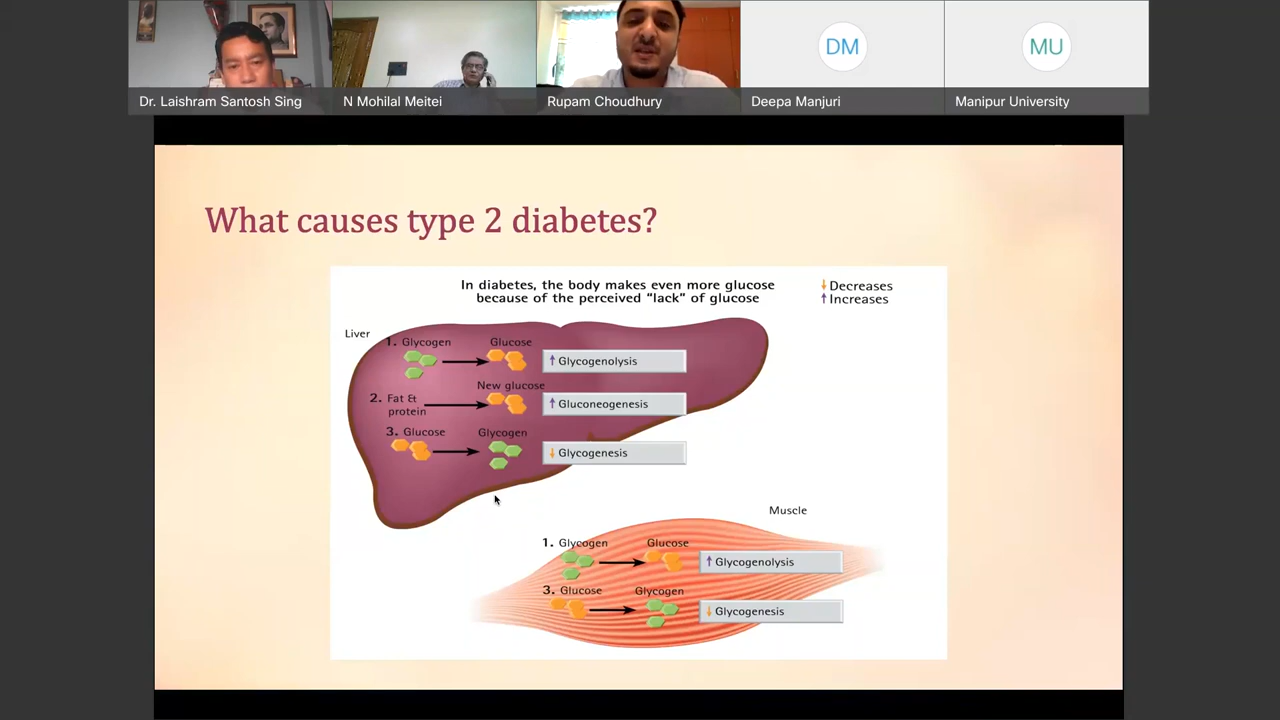 DM
MU
Dr. Laishram Santosh Sing
N Mohilal Meitei
Rupam Choudhury
Deepa Manjuri
Manipur University
What causes type 2 diabetes?
In diabetes, the body makes even more glucose
because of the perceived “lack” of glucose
↓ Decreases
↑ Increases
Liver
1. Glycogen
Glucose
↑ Glycogenolysis
2. Fat &
protein
New glucose
↑ Gluconeogenesis
3. Glucose
Glycogen
↓ Glycogenesis
Muscle
1. Glycogen
Glucose
↑ Glycogenolysis
3. Glucose
Glycogen
↓ Glycogenesis